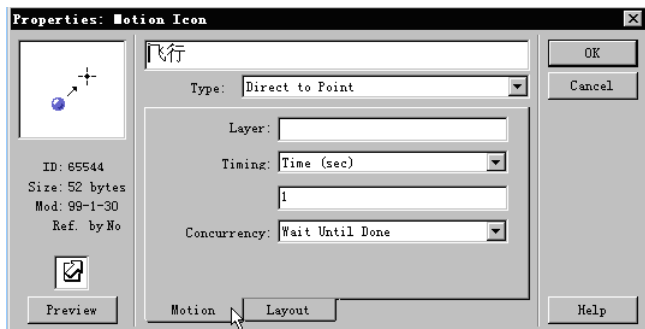 Properties: Motion Icon
飞行
OK
Type: Direct to Point
Cancel
Layer:
ID: 65544
Timing: Time (sec)
Size: 52 bytes
1
Mod: 99-1-30
Ref. by No
Concurrency: Wait Until Done
Preview
Motion
Layout
Help